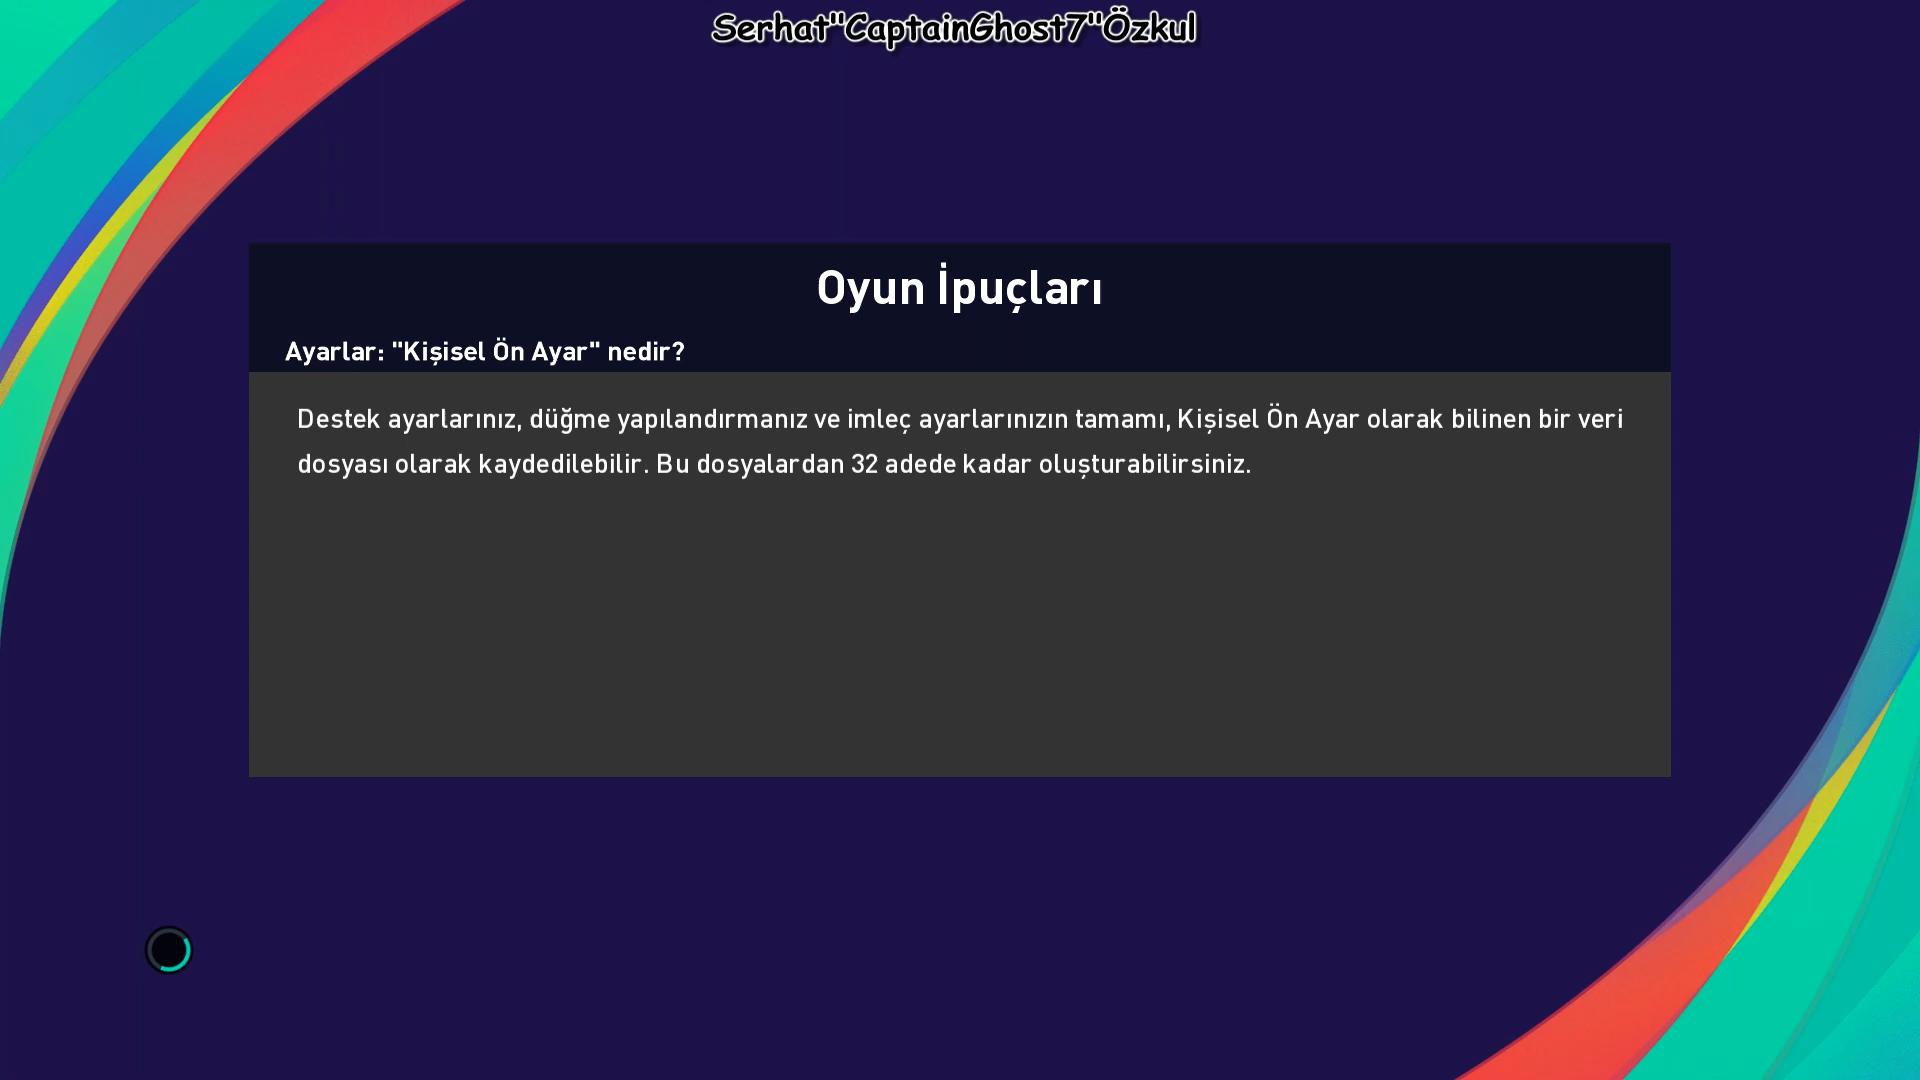 Serhat"CaptainGhost7"Özkul
Oyun İpuçları
Ayarlar: "Kişisel Ön Ayar" nedir?
Destek ayarlarınız, düğme yapılandırmanız ve imleç ayarlarınızın tamamı, Kişisel Ön Ayar olarak bilinen bir veri
dosyası olarak kaydedilebilir. Bu dosyalardan 32 adede kadar oluşturabilirsiniz.